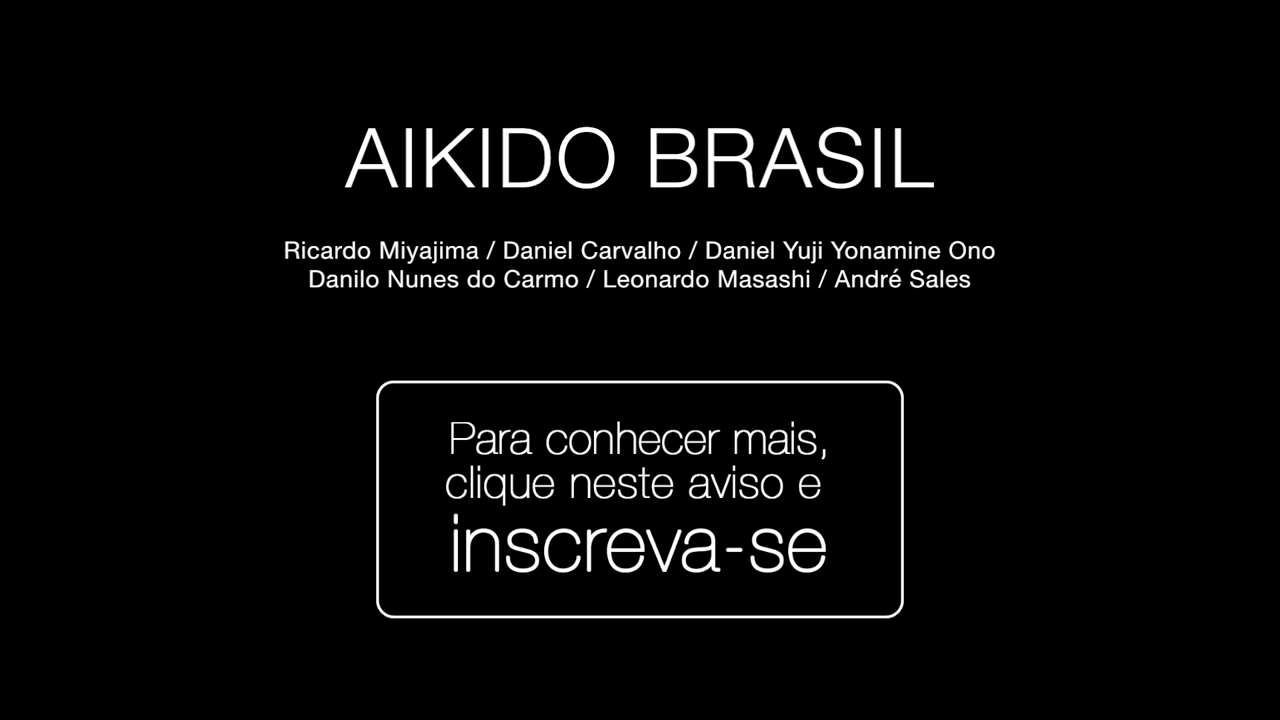 AIKIDO BRASIL
Ricardo Miyajima / Daniel Carvalho / Daniel Yuji Yonamine Ono
Danilo Nunes do Carmo / Leonardo Masashi / André Sales
Para conhecer mais,
clique neste aviso e
inscreva-se